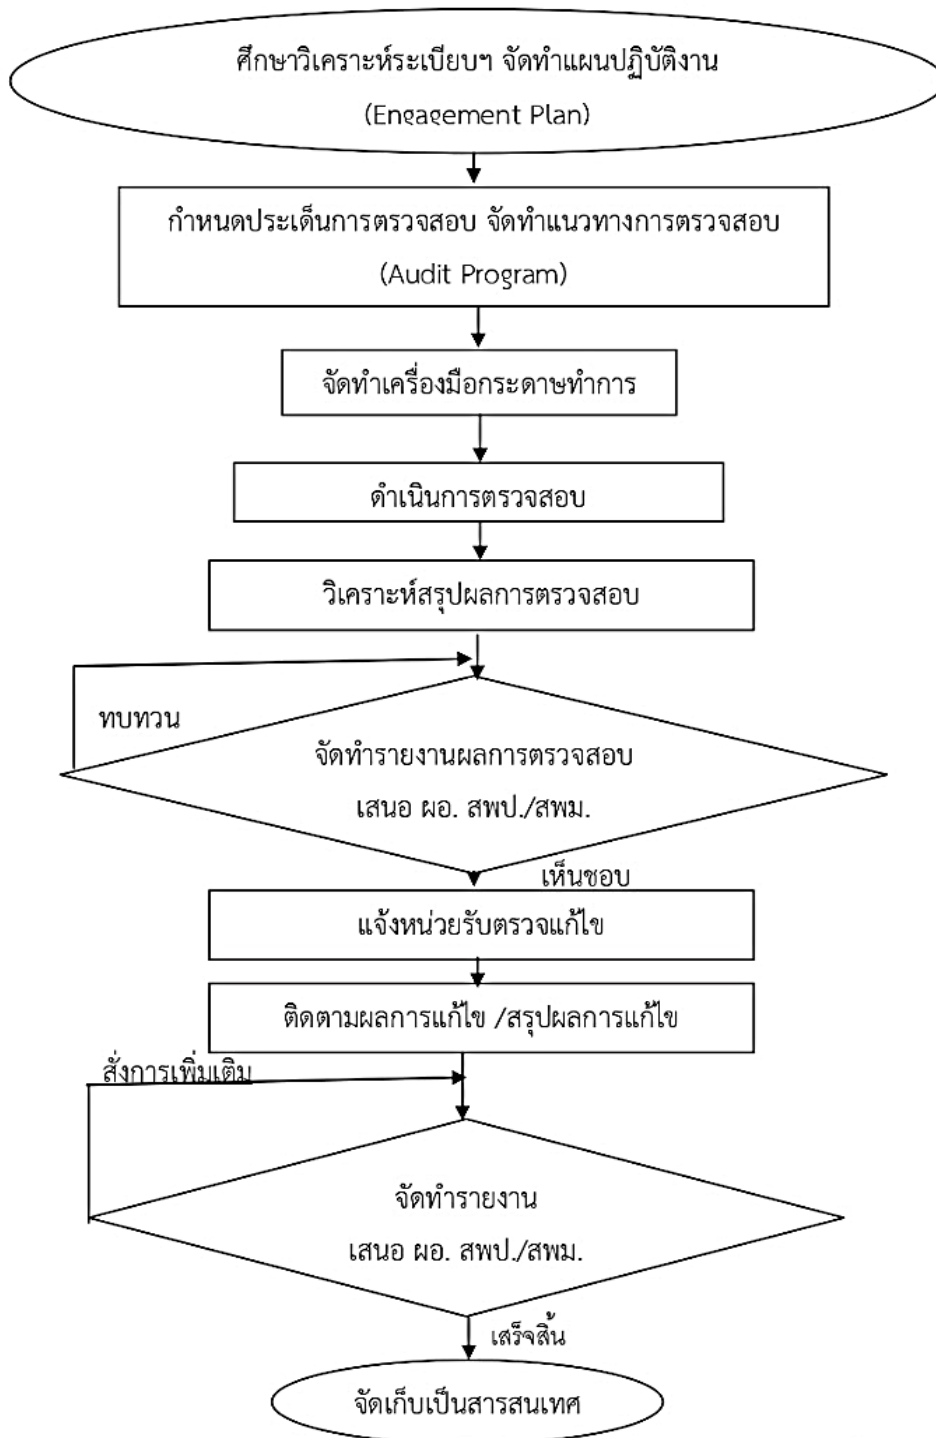 ศึกษาวิเคราะห์ระเบียบฯ จัดทำแผนปฏิบัติงาน
(Engagement Plan)
กำหนดประเด็นการตรวจสอบ จัดทำแนวทางการตรวจสอบ
(Audit Program)
จัดทำเครื่องมือกระดาษทำการ
ดำเนินการตรวจสอบ
วิเคราะห์สรุปผลการตรวจสอบ
ทบทวน
จัดทำรายงานผลการตรวจสอบ
เสนอ ผอ. สพป./สพม.
เห็นชอบ
แจ้งหน่วยรับตรวจแก้ไข
ติดตามผลการแก้ไข /สรุปผลการแก้ไข
สั่งการเพิ่มเติม
จัดทำรายงาน
เสนอ ผอ. สพป./สพม.
เสร็จสิ้น
จัดเก็บเป็นสารสนเทศ